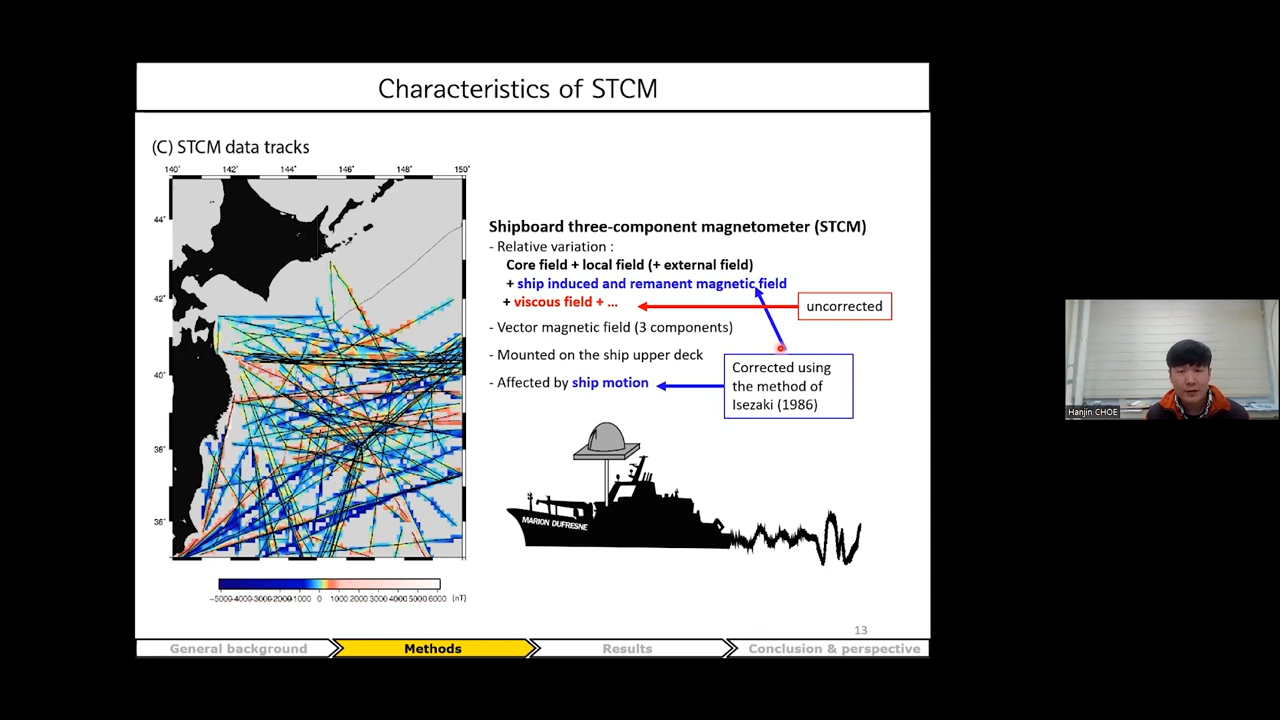 Characteristics of STCM
(C) STCM data tracks
140° 142° 144° 146° 148° 150°
44°
42°
40°
38°
36°
-5000-4000-3000-2000-1000 0 1000 2000 3000 4000 5000 6000 (nT)
Shipboard three-component magnetometer (STCM)
- Relative variation :
Core field + local field (+ external field)
+ ship induced and remanent magnetic field
+ viscous field + ...
uncorrected
- Vector magnetic field (3 components)
- Mounted on the ship upper deck
- Affected by ship motion
Corrected using
the method of
Isezaki (1986)
MARION DUFRESNE
13
General background
Methods
Results
Conclusion & perspective
Hanjin CHOE